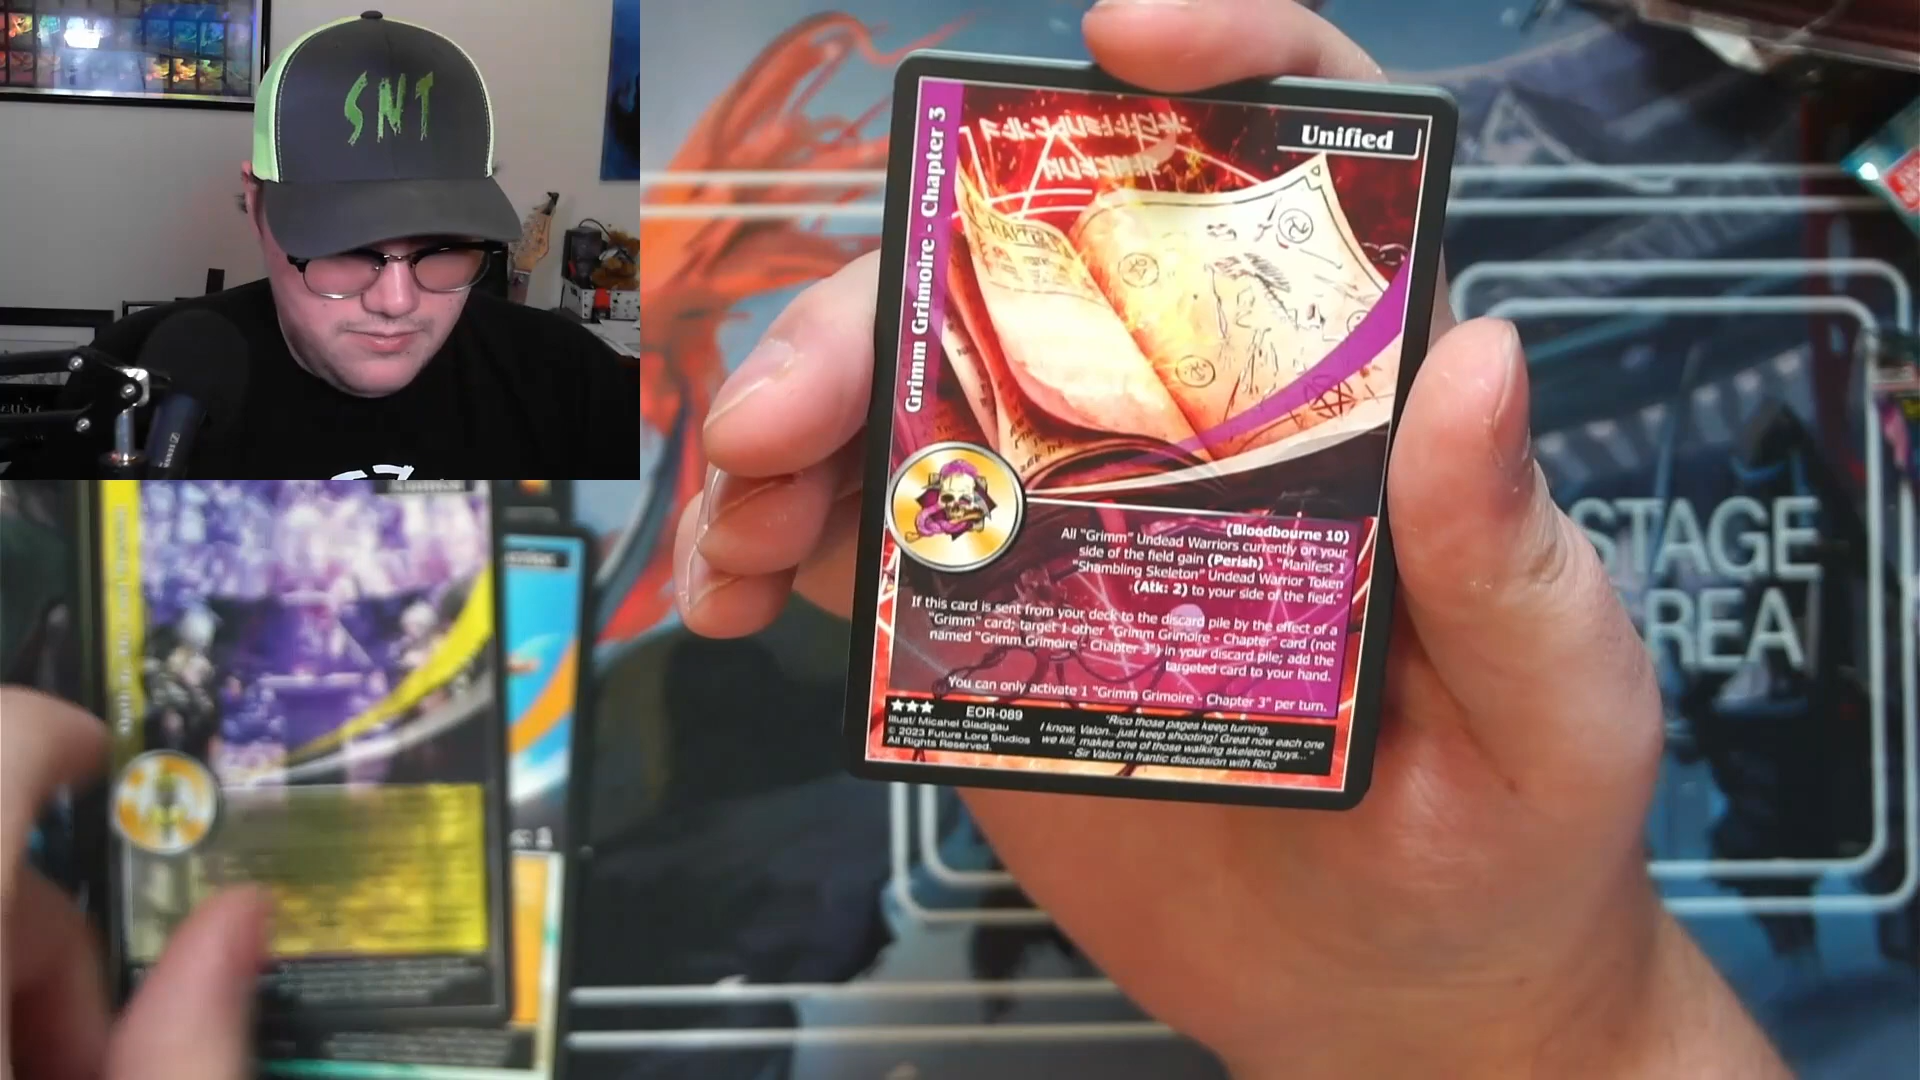 SNT
Grimm Grimoire - Chapter 3
Unified
(Bloodbourne 10)
All "Grimm" Undead Warriors currently on your
side of the field gain (Perish) - "Manifest 1
"Shambling Skeleton" Undead Warrior Token
(Atk: 2) to your side of the field."
If this card is sent from your deck to the discard pile by the effect of a
"Grimm" card; target 1 other "Grimm Grimoire - Chapter" card (not
named "Grimm Grimoire - Chapter 3") in your discard pile; add the
targeted card to your hand.
You can only activate 1 "Grimm Grimoire - Chapter 3" per turn.
EOR-089
Illust/ Micahel Gladigau
© 2023 Future Lore Studios
All Rights Reserved.
"Rico those pages keep turning.
I know, Valon...just keep shooting! Great now each one
we kill, makes one of those walking skeleton guys..."
- Sir Valon in frantic discussion with Rico
STAGE
REA